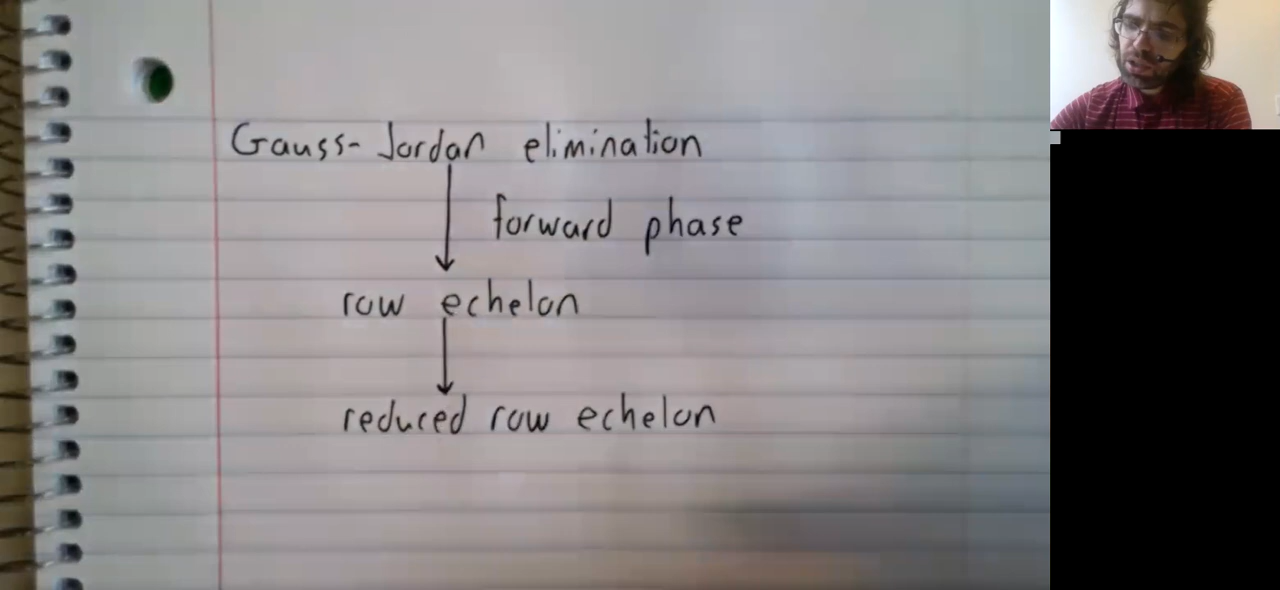 Gauss-Jordan elimination
forward phase
row echelon
reduced row echelon